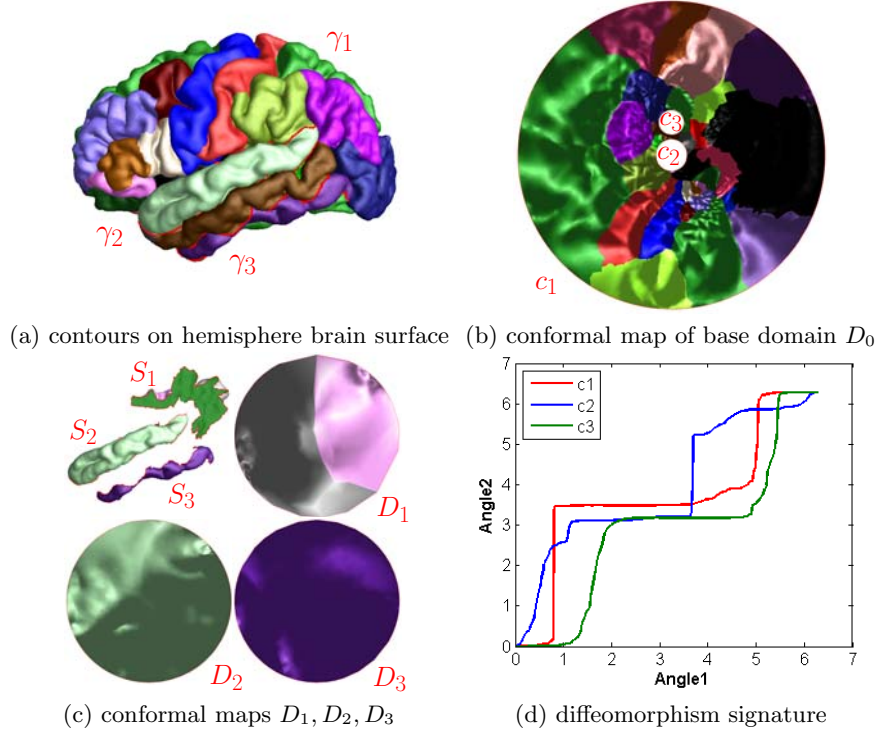 γ1
γ2
γ3
c3
c2
c1
(a) contours on hemisphere brain surface
(b) conformal map of base domain D0
S1
S2
S3
D1
D2
D3
(c) conformal maps D1, D2, D3
7
6
5
4
3
2
1
0
Angle2
c1
c2
c3
0 1 2 3 4 5 6 7
Angle1
(d) diffeomorphism signature